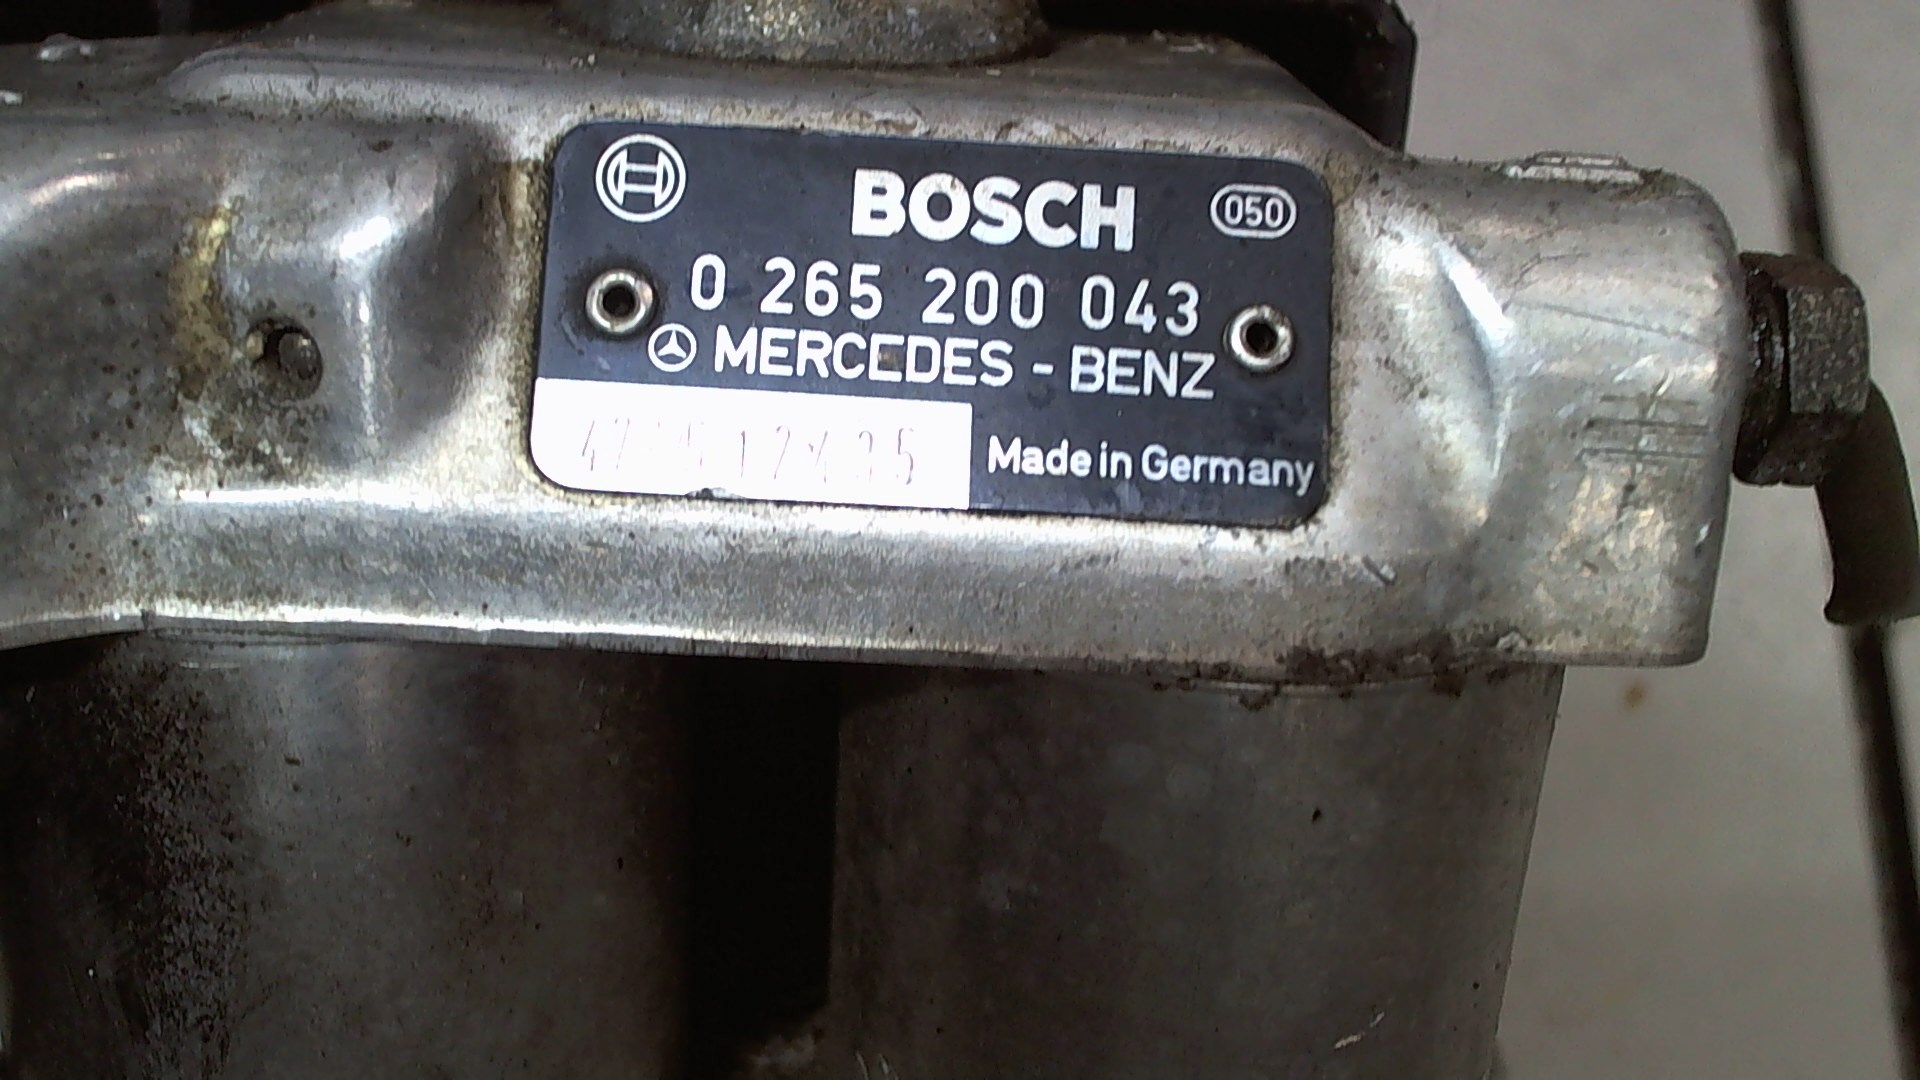 BOSCH 050
0 265 200 043
MERCEDES - BENZ
Made in Germany